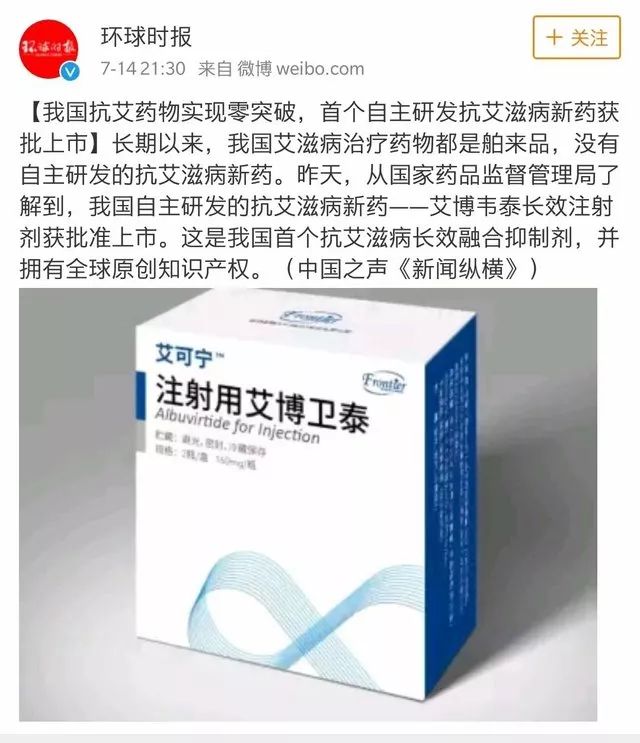 环球时报
环球时报
7-14 21:30 来自 微博 weibo.com
+ 关注
【我国抗艾药物实现零突破，首个自主研发抗艾滋病新药获
批上市】长期以来，我国艾滋病治疗药物都是舶来品，没有
自主研发的抗艾滋病新药。昨天，从国家药品监督管理局了
解到，我国自主研发的抗艾滋病新药——艾博韦泰长效注射
剂获批准上市。这是我国首个抗艾滋病长效融合抑制剂，并
拥有全球原创知识产权。（中国之声《新闻纵横》）
Frontier
艾可宁™
Frontier
注射用艾博卫泰
Albuvirtide for Injection
贮藏：避光，密封，冷藏保存
规格：2瓶/盒 160mg/瓶